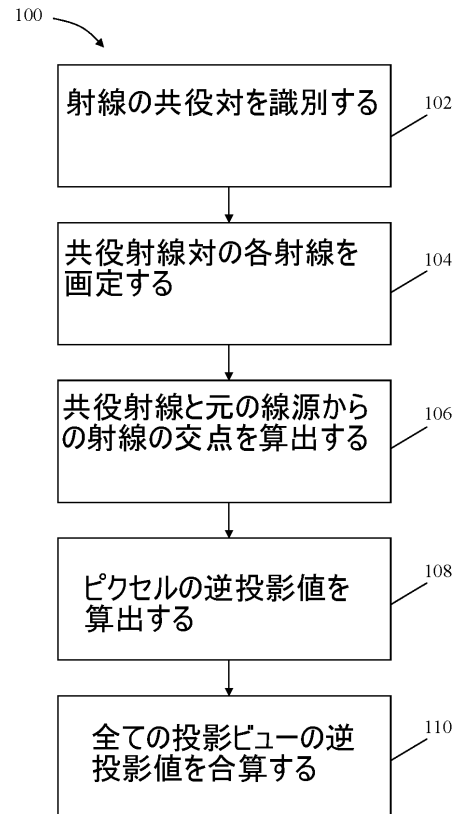 100
射線の共役対を識別する
102
共役射線対の各射線を
画定する
104
共役射線と元の線源から
の射線の交点を算出する
106
ピクセルの逆投影値を
算出する
108
全ての投影ビューの逆
投影値を合算する
110